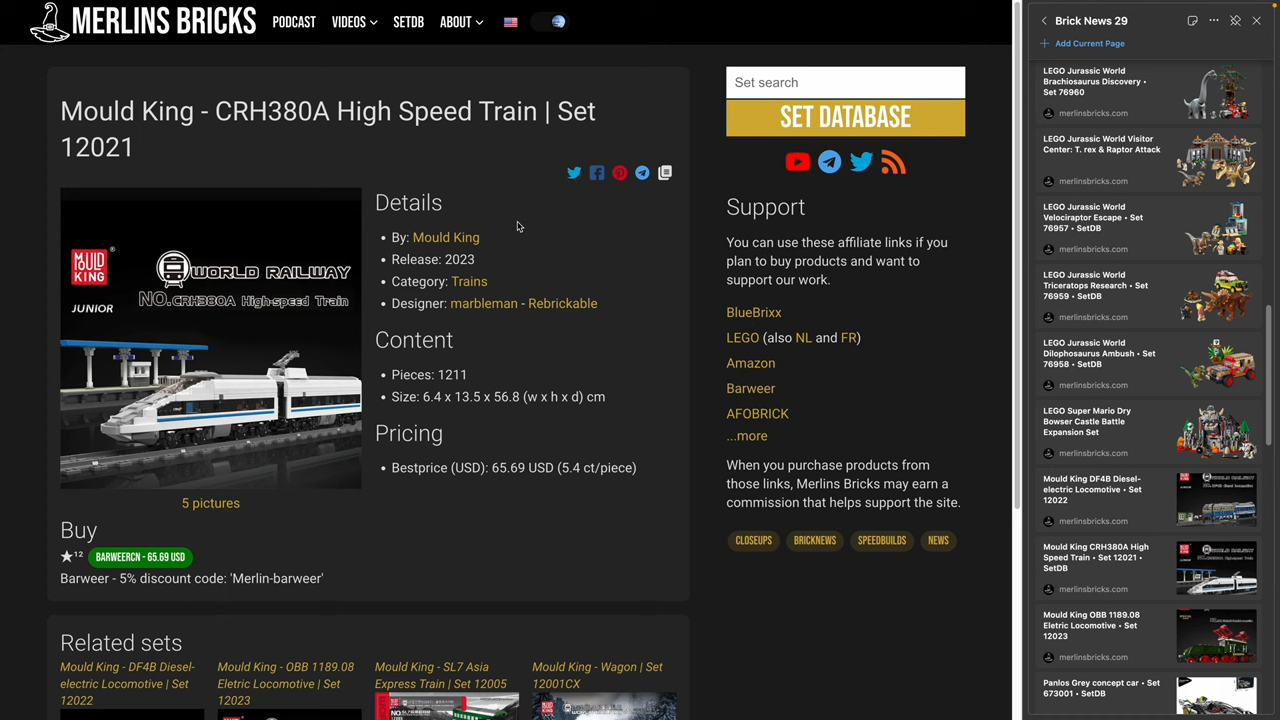 MERLINS BRICKS
PODCAST
VIDEOS
SETDB
ABOUT
Mould King - CRH380A High Speed Train | Set
12021
MOULD
KING
®
JUNIOR
WORLD RAILWAY
NO.CRH380A High-speed Train
5 pictures
Details
By: Mould King
Release: 2023
Category: Trains
Designer: marbleman - Rebrickable
Content
Pieces: 1211
Size: 6.4 x 13.5 x 56.8 (w x h x d) cm
Pricing
Bestprice (USD): 65.69 USD (5.4 ct/piece)
Buy
★12 BARWEERCN - 65.69 USD
Barweer - 5% discount code: 'Merlin-barweer'
Related sets
Mould King - DF4B Diesel-
electric Locomotive | Set
12022
Mould King - OBB 1189.08
Eletric Locomotive | Set
12023
Mould King - SL7 Asia
Express Train | Set 12005
Mould King - Wagon | Set
12001CX
Set search
SET DATABASE
Support
You can use these affiliate links if you
plan to buy products and want to
support our work.
BlueBrixx
LEGO (also NL and FR)
Amazon
Barweer
AFOBRICK
...more
When you purchase products from
those links, Merlins Bricks may earn a
commission that helps support the site.
CLOSEUPS
BRICKNEWS
SPEEDBUILDS
NEWS
Brick News 29
Add Current Page
LEGO Jurassic World
Brachiosaurus Discovery •
Set 76960
merlinsbricks.com
LEGO Jurassic World Visitor
Center: T. rex & Raptor Attack
merlinsbricks.com
LEGO Jurassic World
Velociraptor Escape • Set
76957 • SetDB
merlinsbricks.com
LEGO Jurassic World
Triceratops Research • Set
76959 • SetDB
merlinsbricks.com
LEGO Jurassic World
Dilophosaurus Ambush • Set
76958 • SetDB
merlinsbricks.com
LEGO Super Mario Dry
Bowser Castle Battle
Expansion Set
merlinsbricks.com
Mould King DF4B Diesel-
electric Locomotive • Set
12022
merlinsbricks.com
Mould King CRH380A High
Speed Train • Set 12021 •
SetDB
merlinsbricks.com
Mould King OBB 1189.08
Eletric Locomotive • Set
12023
merlinsbricks.com
Panlos Grey concept car • Set
673001 • SetDB